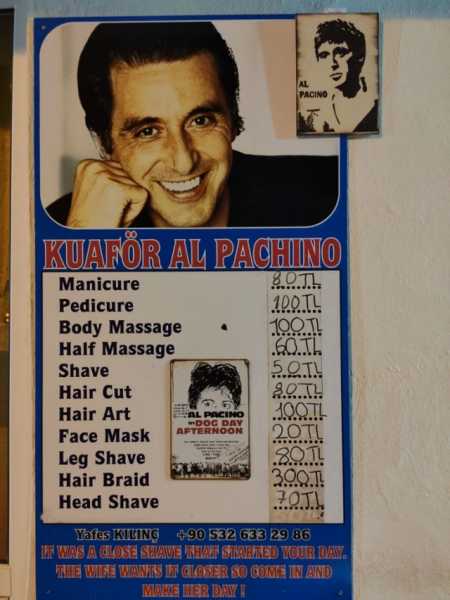 AL
PACINO
KUAFÖR AL PACHINO
Manicure 80TL
Pedicure 100TL
Body Massage 100TL
Half Massage 60TL
Shave 50TL
Hair Cut
Hair Art 100TL
Face Mask 20TL
Leg Shave 80TL
Hair Braid 300TL
Head Shave 70TL
AL PACINO
in DOG DAY
AFTERNOON
Yafes KILINÇ +90 532 633 29 86
IT WAS A CLOSE SHAVE THAT STARTED YOUR DAY.
THE WIFE WANTS IT CLOSER SO COME IN AND
MAKE HER DAY !